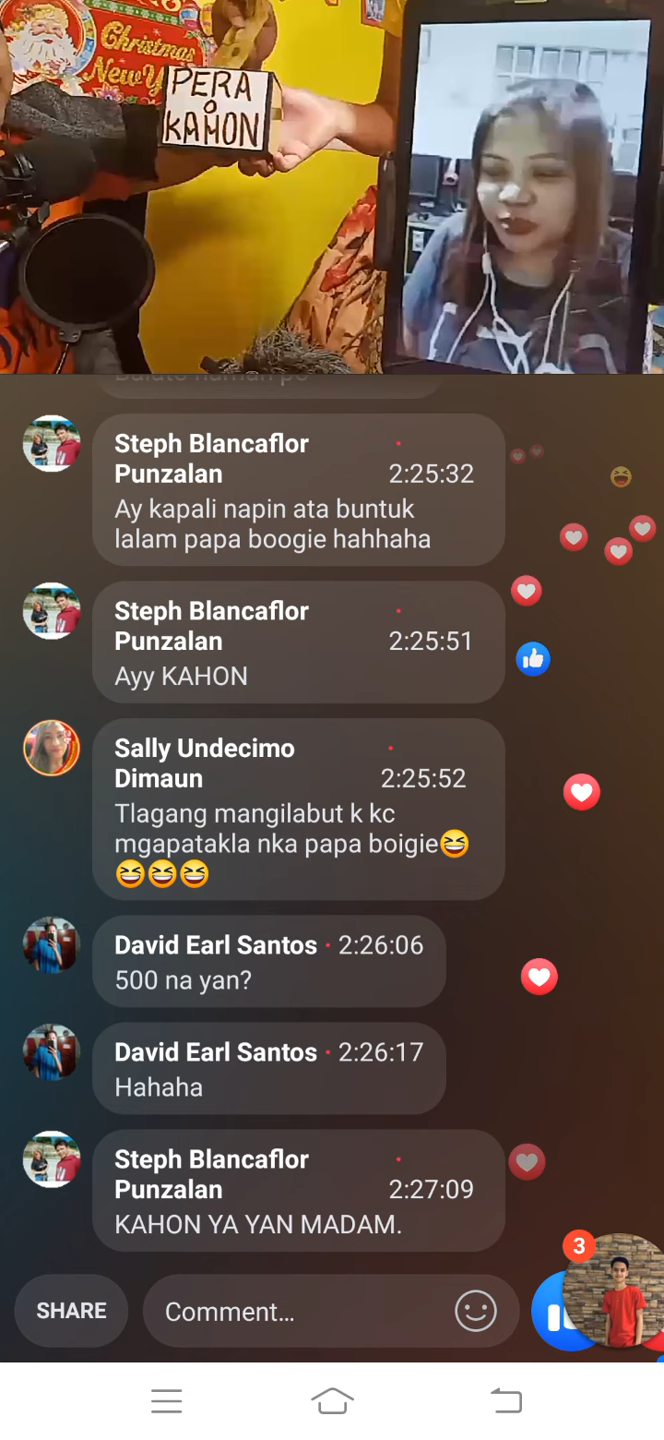 Christmas
New Y
PERA
O
KAHON
Steph Blancaflor
Punzalan · 2:25:32
Ay kapali napin ata buntuk
lalam papa boogie hahhaha
Steph Blancaflor
Punzalan · 2:25:51
Ayy KAHON
Sally Undecimo
Dimaun · 2:25:52
Tlagang mangilabut k kc
mgapatakla nka papa boigie😆
😆😆😆
David Earl Santos · 2:26:06
500 na yan?
David Earl Santos · 2:26:17
Hahaha
Steph Blancaflor
Punzalan · 2:27:09
KAHON YA YAN MADAM.
3
SHARE
Comment...